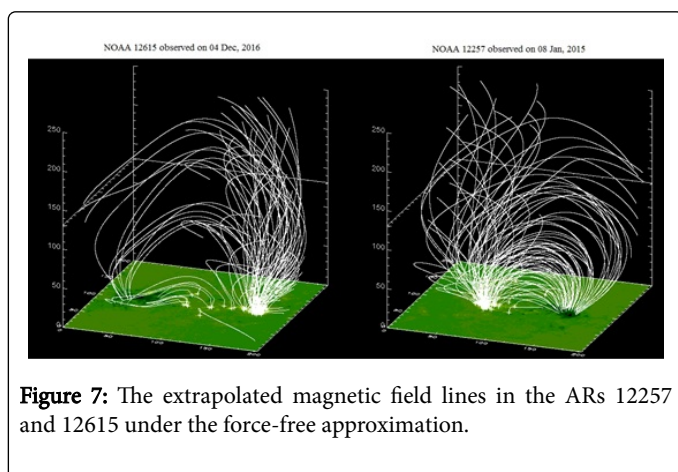 NOAA 12615 observed on 04 Dec, 2016 NOAA 12257 observed on 08 Jan, 2015
250 250
200 200
150 150
100 100
50 50
0 0
Figure 7: The extrapolated magnetic field lines in the ARs 12257
and 12615 under the force-free approximation.